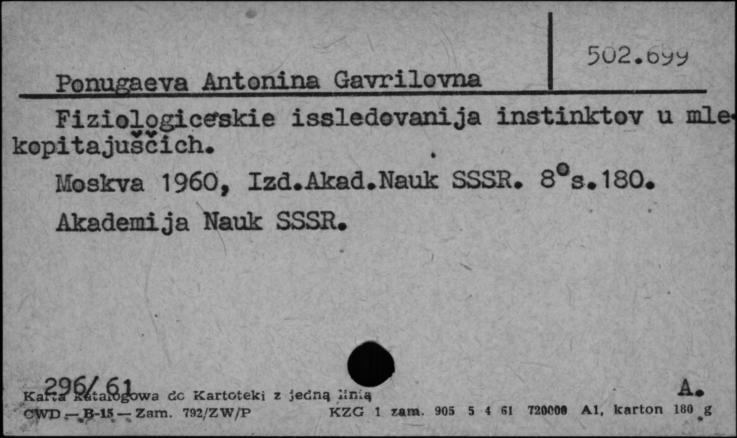 502.699
Ponugaeva Antonina Gavrilovna
Fiziologiceskie issledovanija instinktov u mle-
kopitajuščich.
Moskva 1960, Izd.Akad.Nauk SSSR. 8°s.180.
Akademija Nauk SSSR.
296/61
A.
Karta katalogowa do Kartoteki z jedną linią
CWD — B-15 — Zam. 792/ZW/P KZG 1 zam. 905 5 4 61 720000 A1, karton 180 g